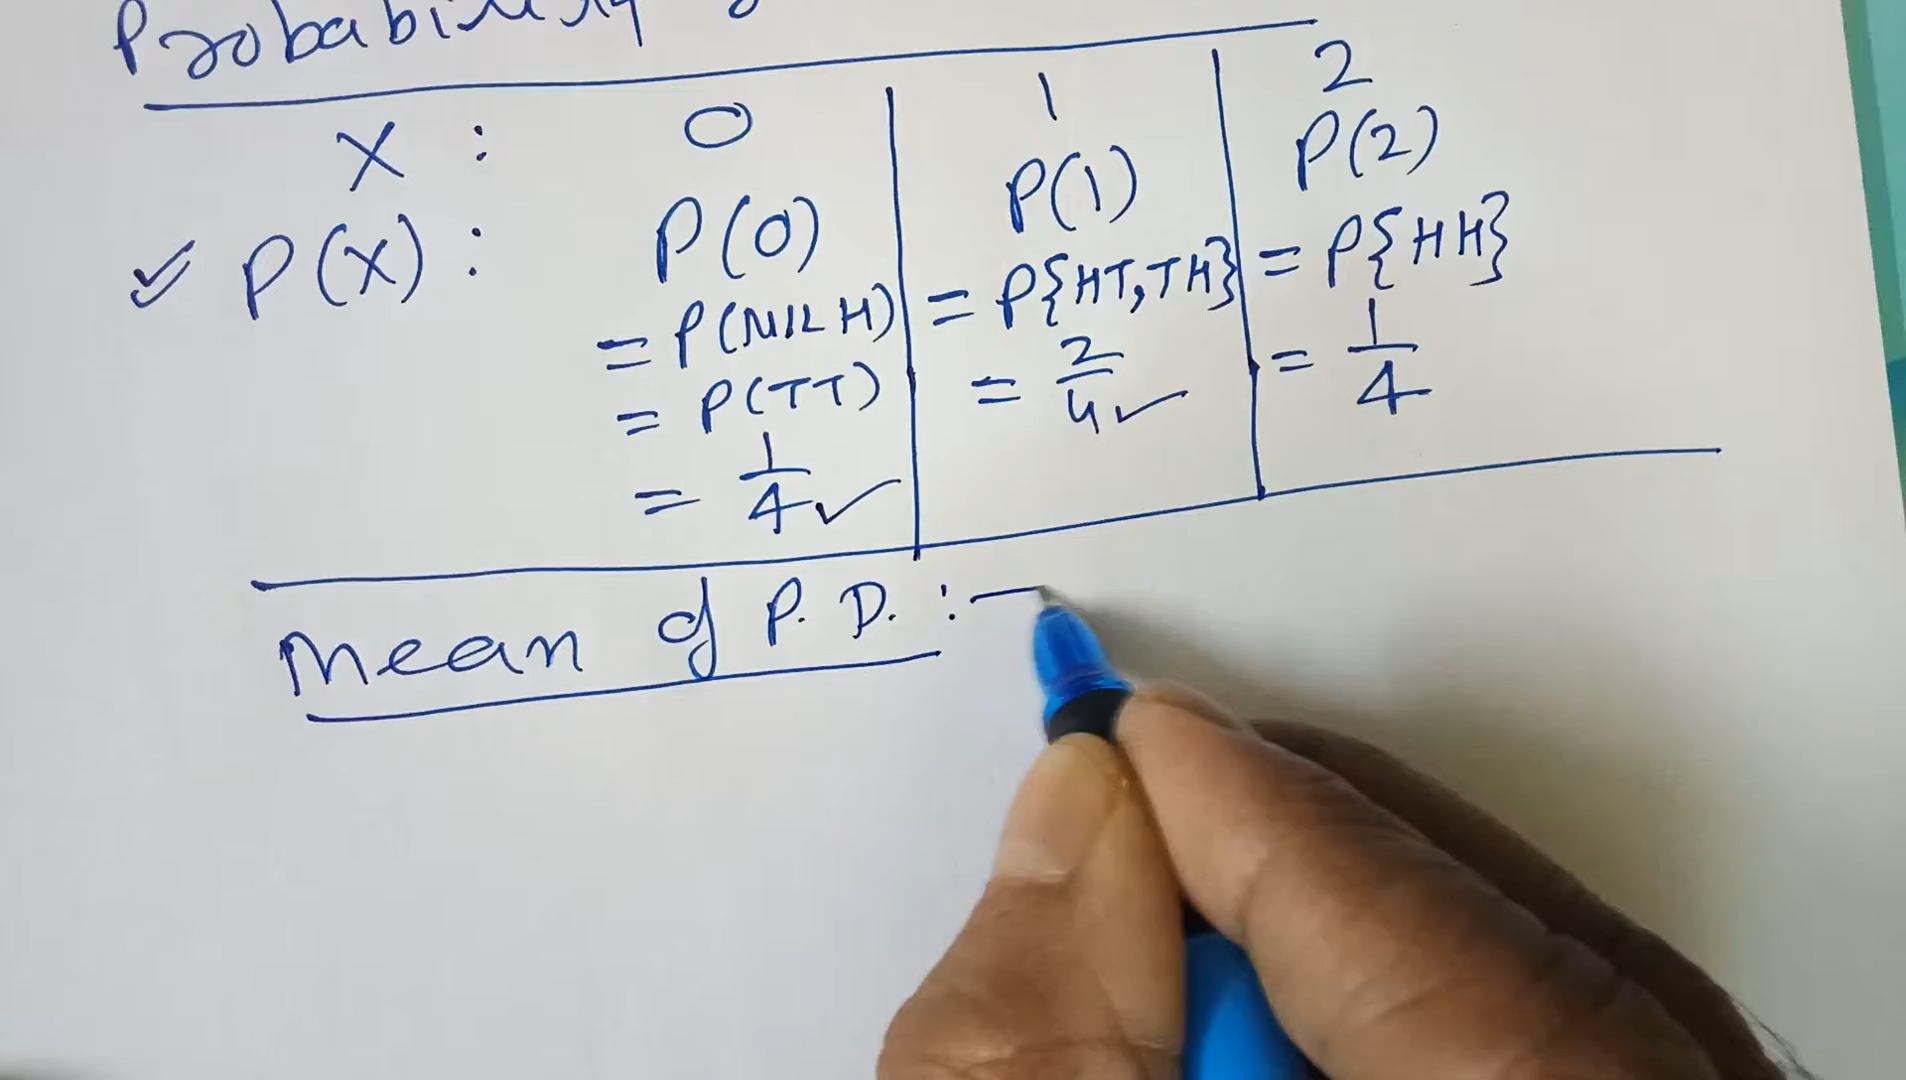 Probability
X : 0 1 2
P(X) : P(0) P(1) P(2)
= P(NIL H) = P{HT, TH} = P{HH}
= P(TT) = 2/4 ✓ = 1/4
= 1/4 ✓
Mean of P. D. :-